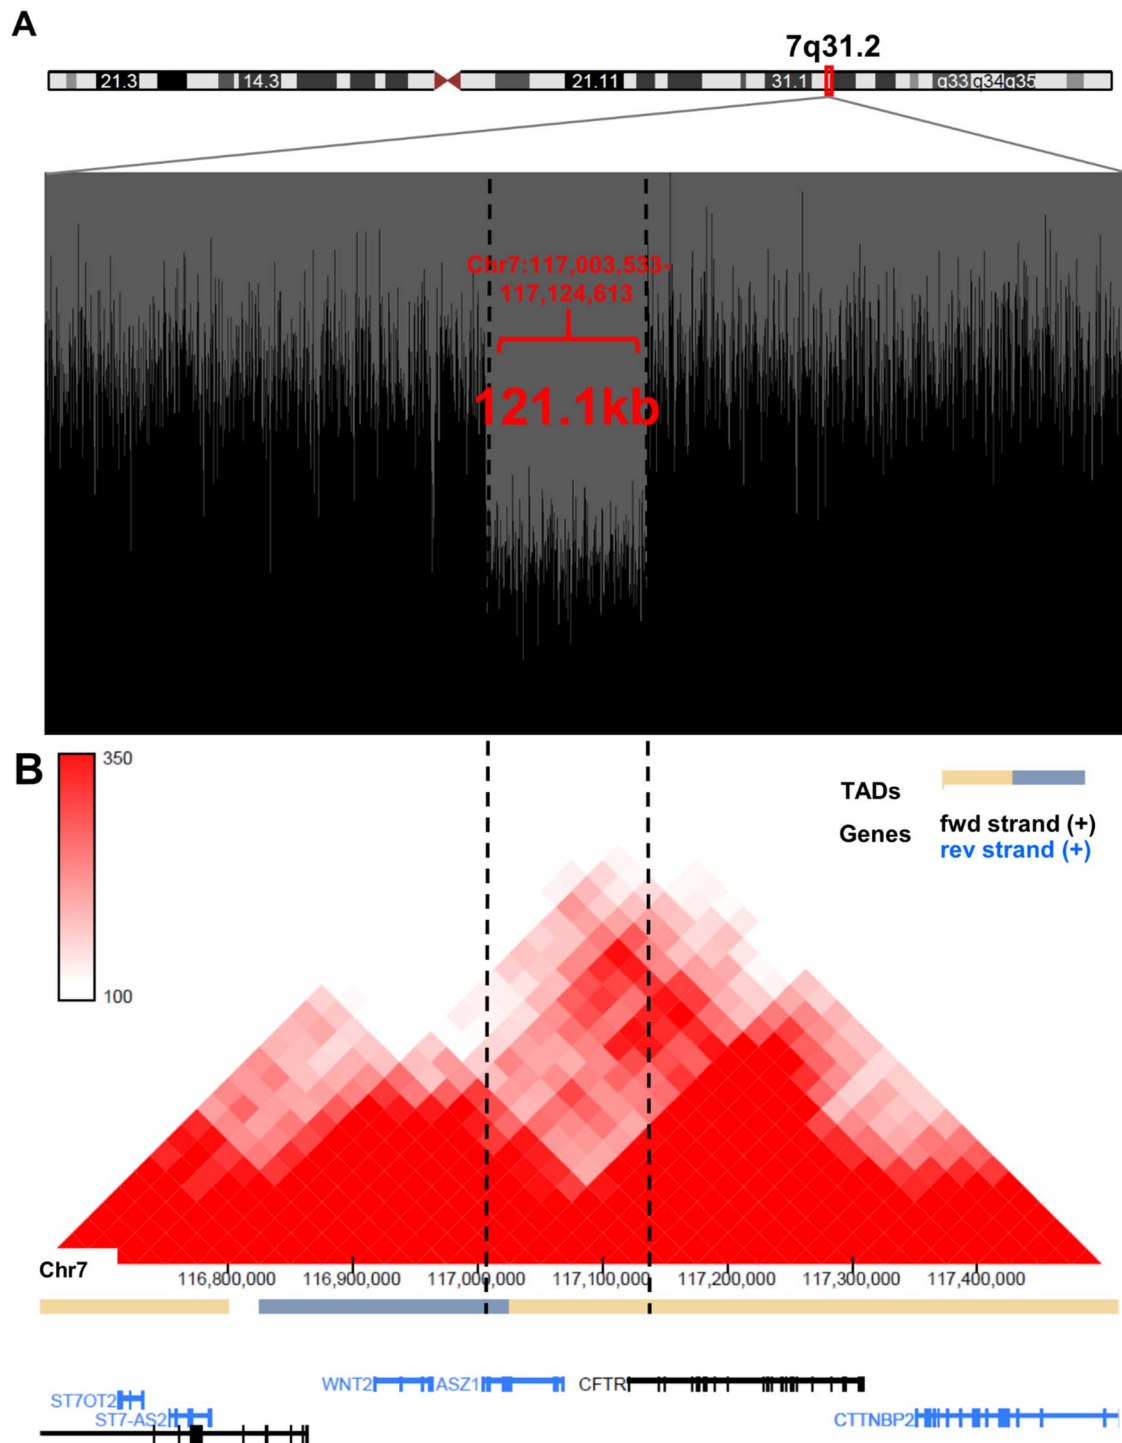 A
7q31.2
21.3 14.3 21.11 31.1 q33 q34 q35
Chr7:117,003,533-
117,124,613
121.1kb
B
350
100
TADs
Genes
fwd strand (+)
rev strand (+)
Chr7
116,800,000 116,900,000 117,000,000 117,100,000 117,200,000 117,300,000 117,400,000
WNT2 ASZ1 CFTR
ST7OT2
ST7-AS2
CTTNBP2